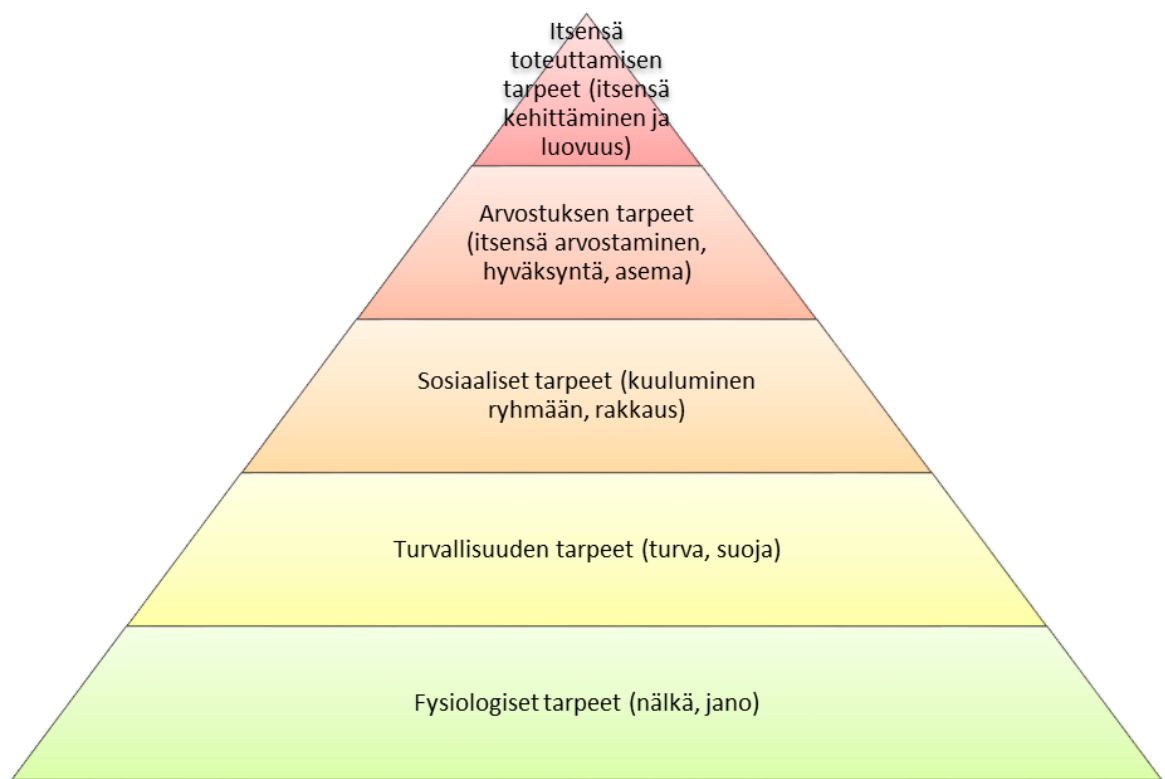 Itsensä
toteuttamisen
tarpeet (itsensä
kehittäminen ja
luovuus)
Arvostuksen tarpeet
(itsensä arvostaminen,
hyväksyntä, asema)
Sosiaaliset tarpeet (kuuluminen
ryhmään, rakkaus)
Turvallisuuden tarpeet (turva, suoja)
Fysiologiset tarpeet (nälkä, jano)